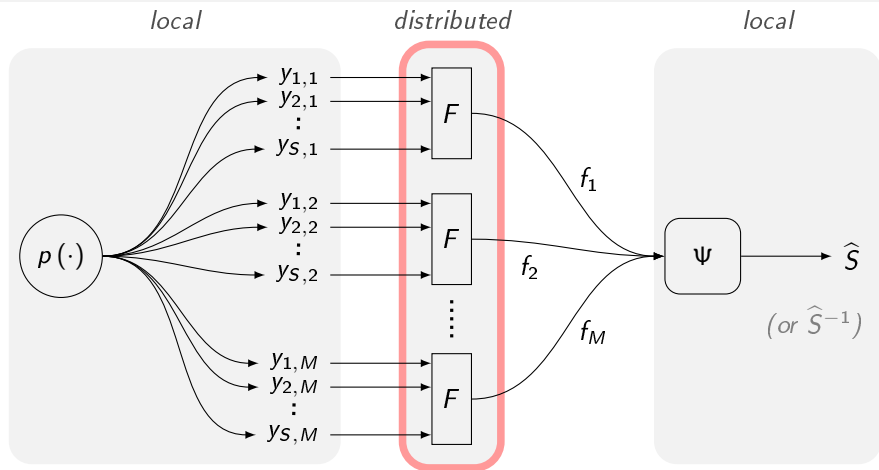 local distributed local
y1,1
y2,1
⋮
yS,1
F
f1
y1,2
y2,2
⋮
yS,2
F
f2
p (·)
Ψ
Ŝ
(or Ŝ−1)
⋮
y1,M
y2,M
⋮
yS,M
F
fM